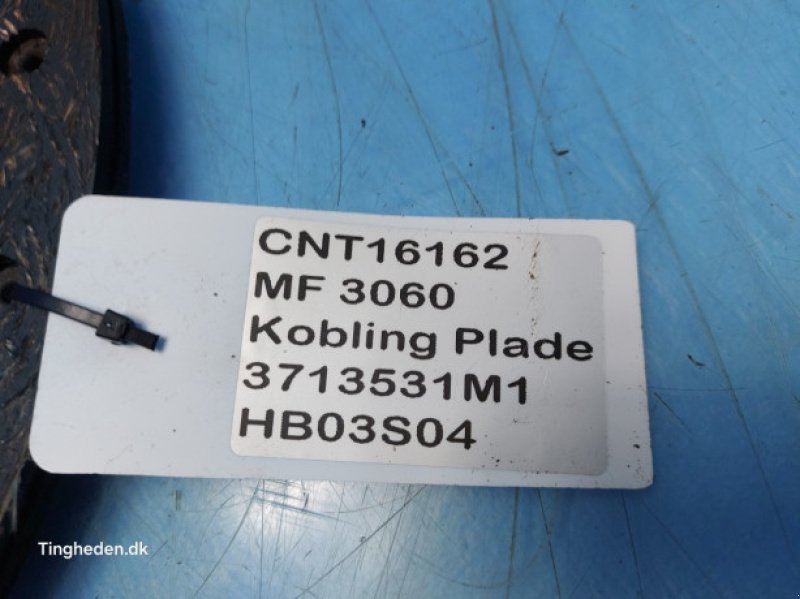 CNT16162
MF 3060
Kobling Plade
3713531M1
HB03S04
Tingheden.dk